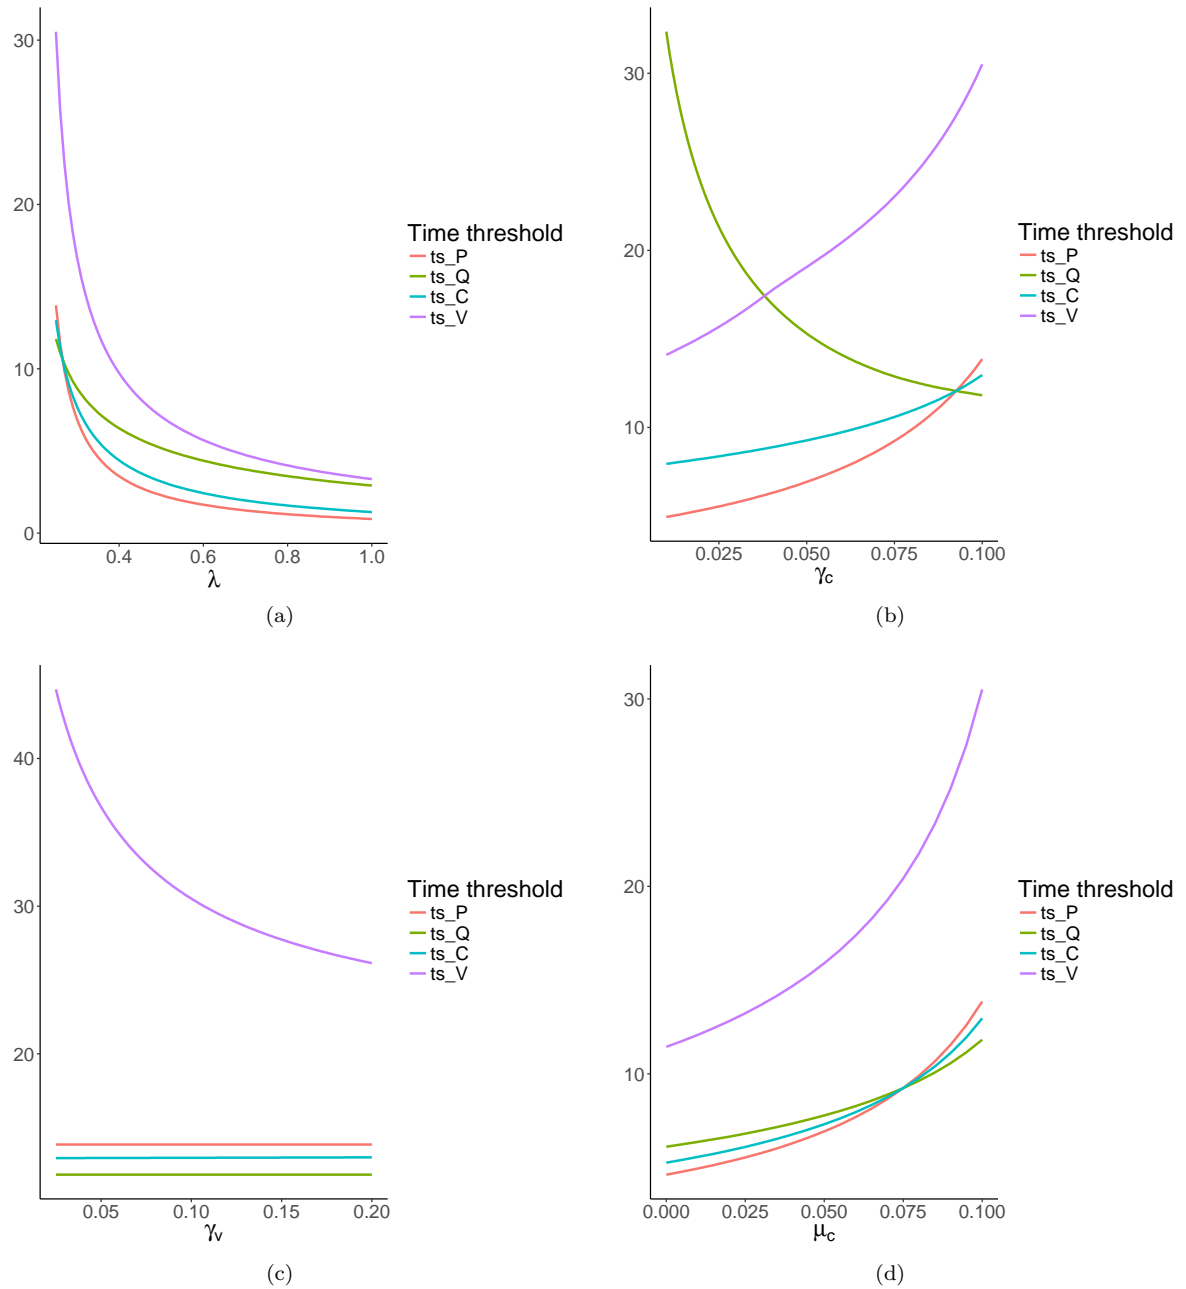 30
20
10
0
0.4 0.6 0.8 1.0
λ
Time threshold
ts_P
ts_Q
ts_C
ts_V
(a)
30
20
10
0.025 0.050 0.075 0.100
γc
Time threshold
ts_P
ts_Q
ts_C
ts_V
(b)
40
30
20
0.05 0.10 0.15 0.20
γv
Time threshold
ts_P
ts_Q
ts_C
ts_V
(c)
30
20
10
0.000 0.025 0.050 0.075 0.100
μc
Time threshold
ts_P
ts_Q
ts_C
ts_V
(d)